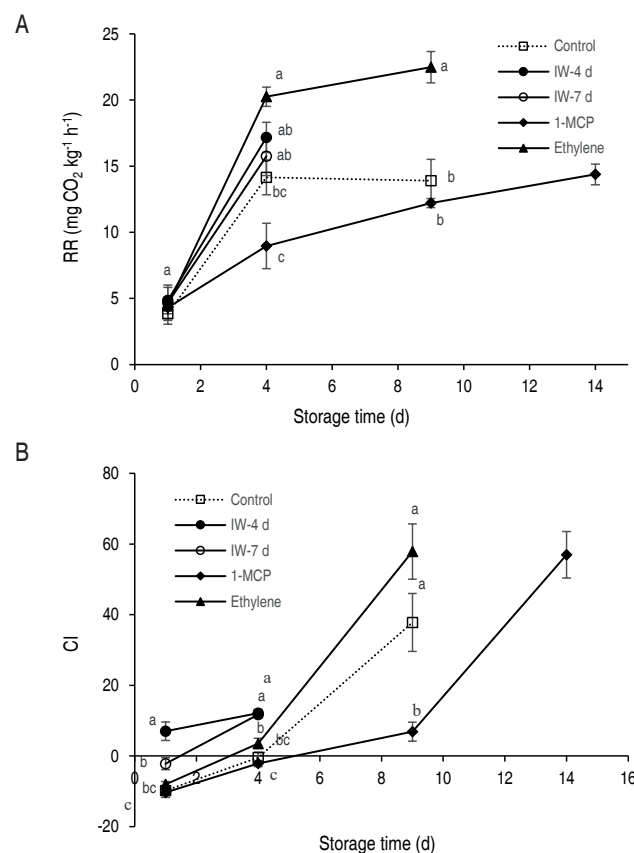 A
25
20
15
10
5
0
RR (mg CO₂ kg⁻¹ h⁻¹)
Control
IW-4 d
IW-7 d
1-MCP
Ethylene
a
a
ab
ab
bc
b
b
c
a
0 2 4 6 8 10 12 14
Storage time (d)
B
80
60
40
20
0
-20
CI
Control
IW-4 d
IW-7 d
1-MCP
Ethylene
a
a
a
a
a
b
b
bc
b
bc
c
c
0 2 4 6 8 10 12 14 16
Storage time (d)